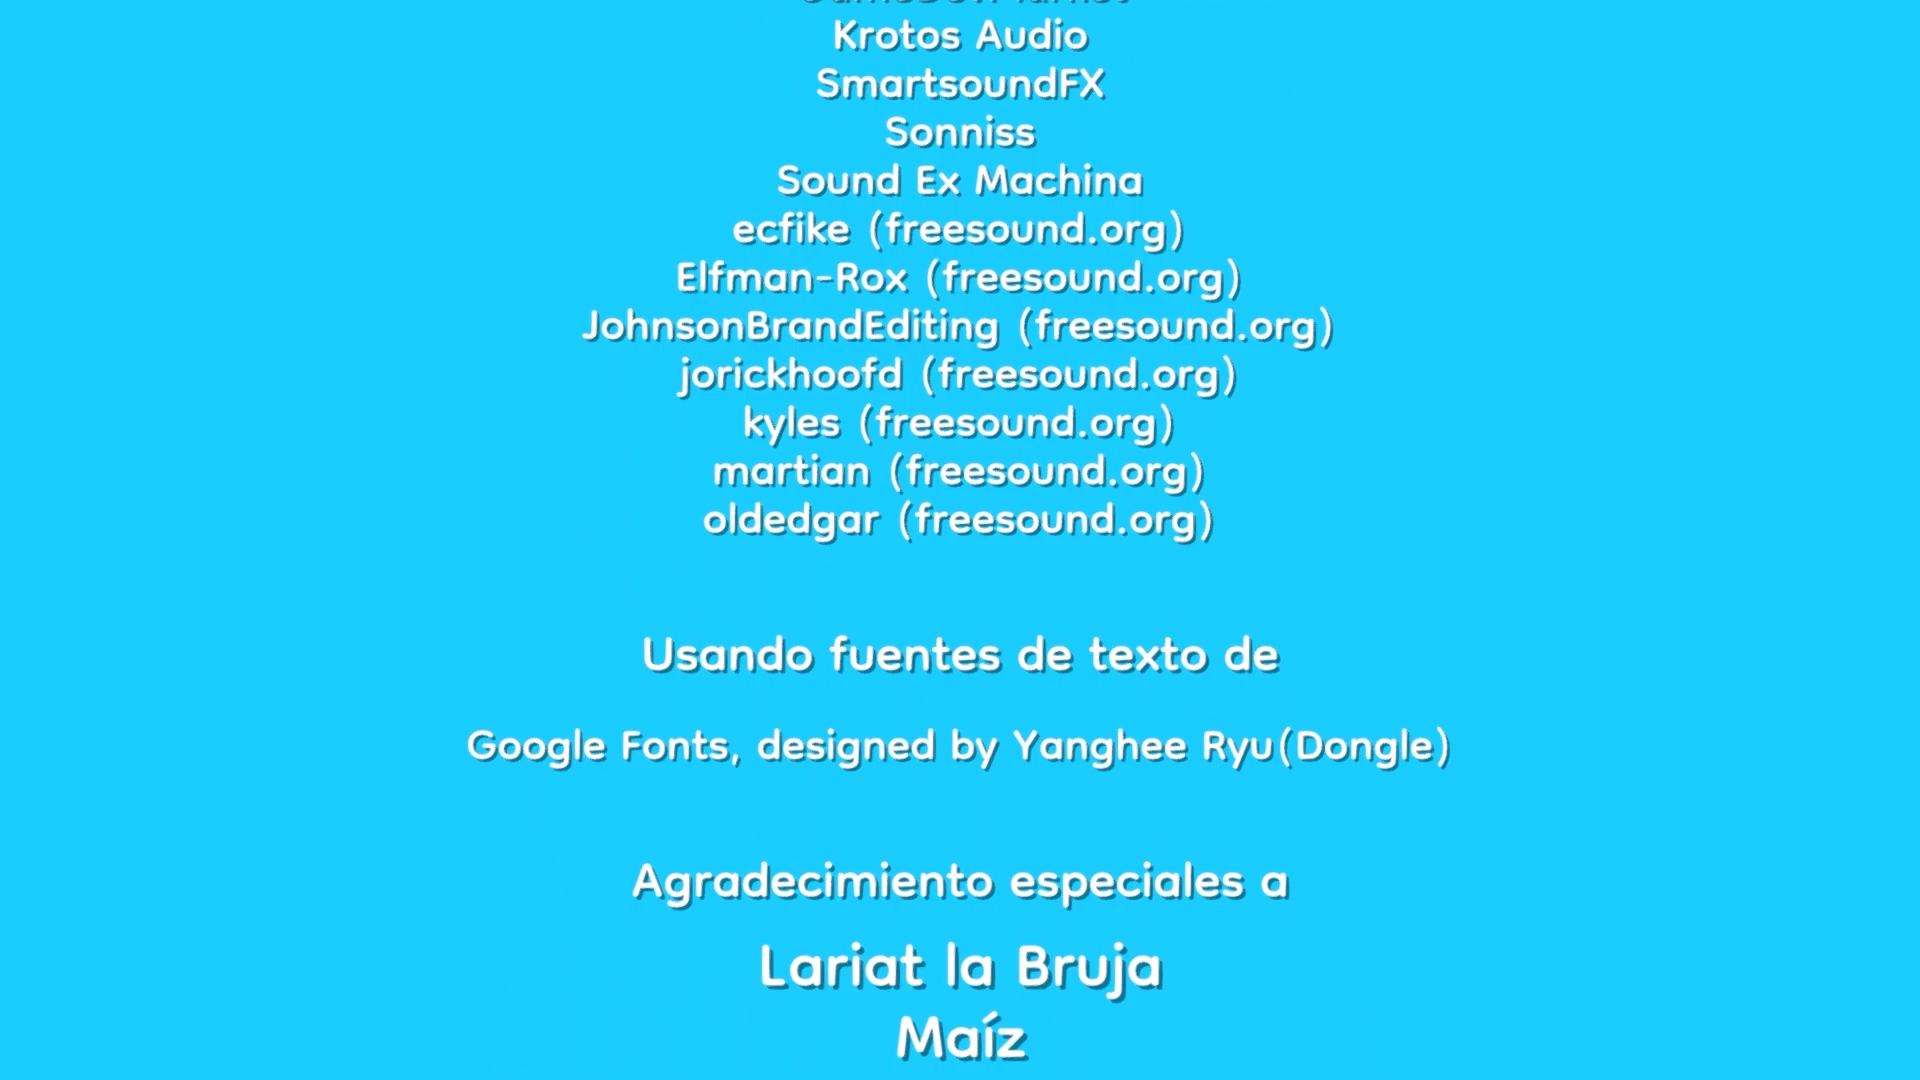 Krotos Audio
SmartsoundFX
Sonniss
Sound Ex Machina
ecfike (freesound.org)
Elfman-Rox (freesound.org)
JohnsonBrandEditing (freesound.org)
jorickhoofd (freesound.org)
kyles (freesound.org)
martian (freesound.org)
oldedgar (freesound.org)
Usando fuentes de texto de
Google Fonts, designed by Yanghee Ryu(Dongle)
Agradecimiento especiales a
Lariat la Bruja
Maíz